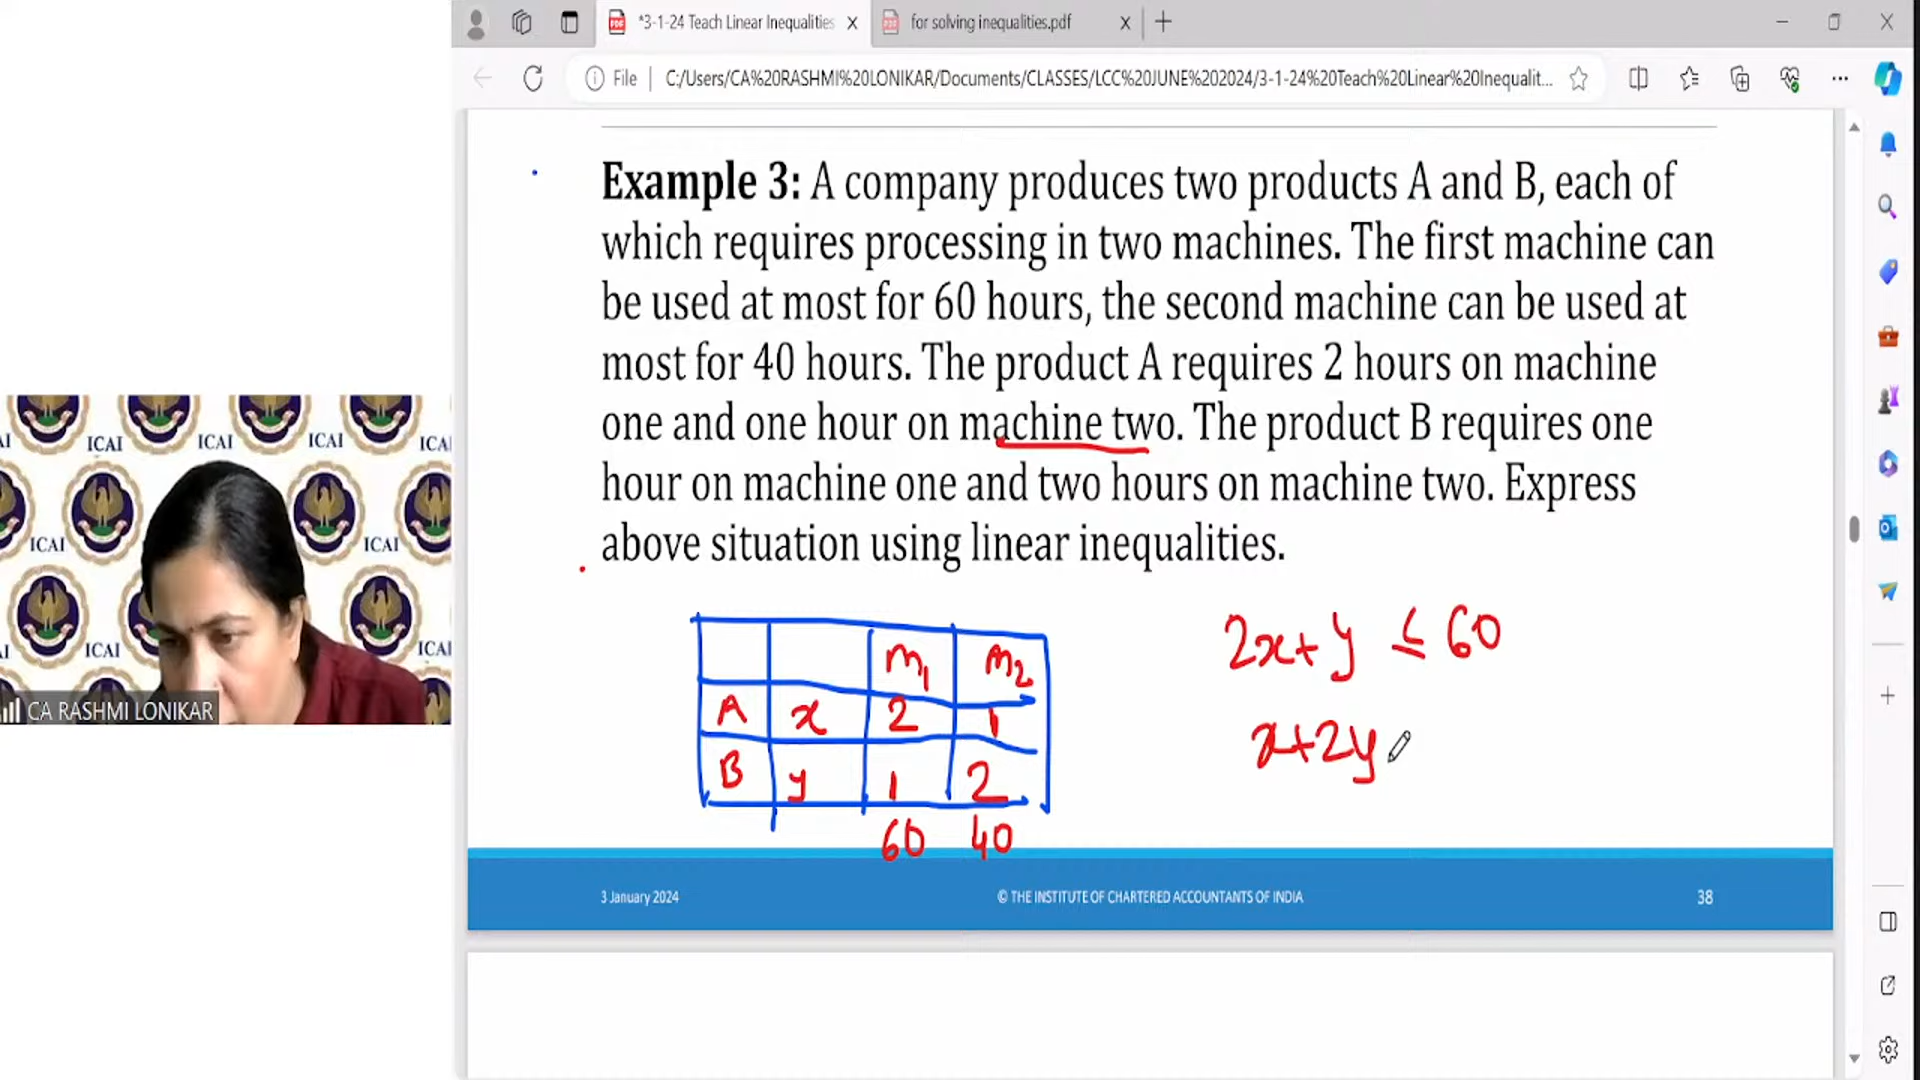 *3-1-24 Teach Linear Inequalities
for solving inequalities.pdf
File
C:/Users/CA%20RASHMI%20LONIKAR/Documents/CLASSES/LCC%20JUNE%202024/3-1-24%20Teach%20Linear%20Inequalit...
Example 3: A company produces two products A and B, each of
which requires processing in two machines. The first machine can
be used at most for 60 hours, the second machine can be used at
most for 40 hours. The product A requires 2 hours on machine
one and one hour on machine two. The product B requires one
hour on machine one and two hours on machine two. Express
above situation using linear inequalities.
m1 m2
A x 2 1
B y 1 2
60 40
2x+y ≤ 60
x+2y
3 January 2024
© THE INSTITUTE OF CHARTERED ACCOUNTANTS OF INDIA
38
ICAI ICAI ICAI
ICAI ICAI
ICAI ICAI
CA RASHMI LONIKAR